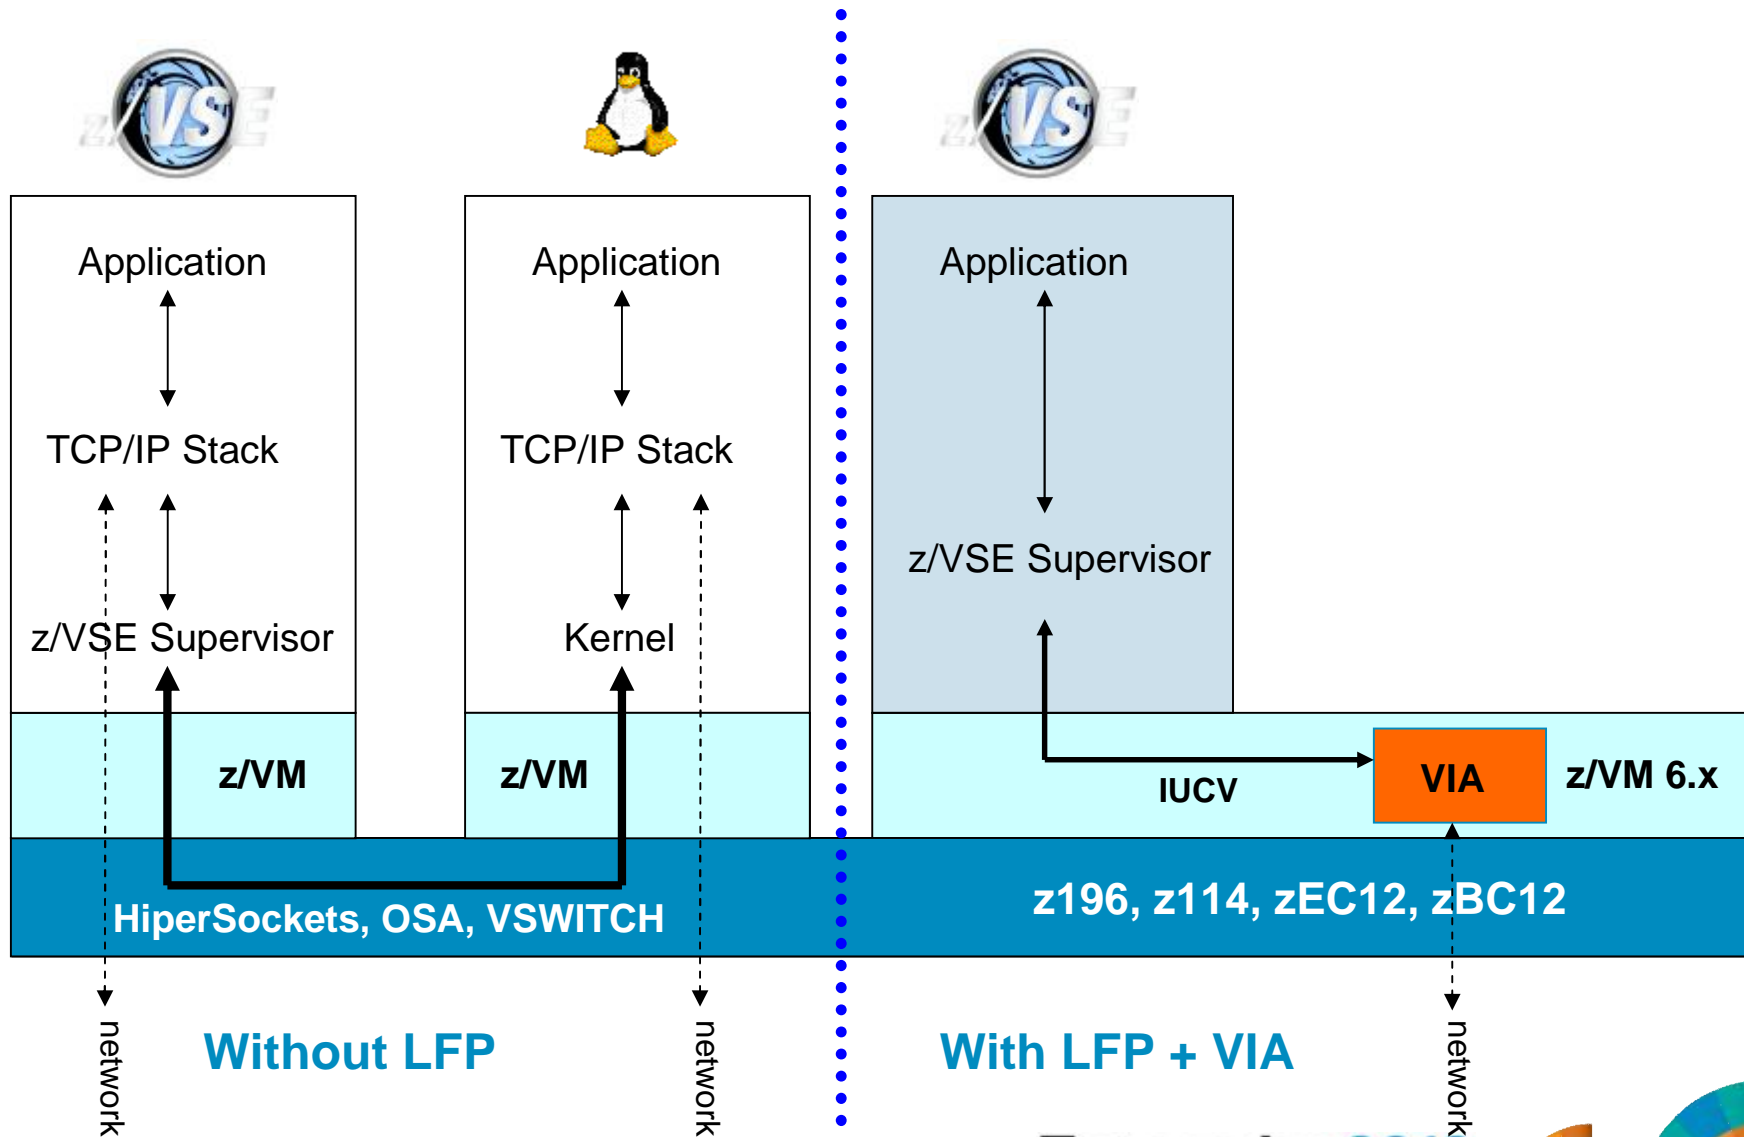 z/VSE
z/VSE
Application
Application
Application
TCP/IP Stack
TCP/IP Stack
z/VSE Supervisor
z/VSE Supervisor
Kernel
z/VM
z/VM
IUCV
VIA
z/VM 6.x
HiperSockets, OSA, VSWITCH
z196, z114, zEC12, zBC12
network
Without LFP
network
With LFP + VIA
network